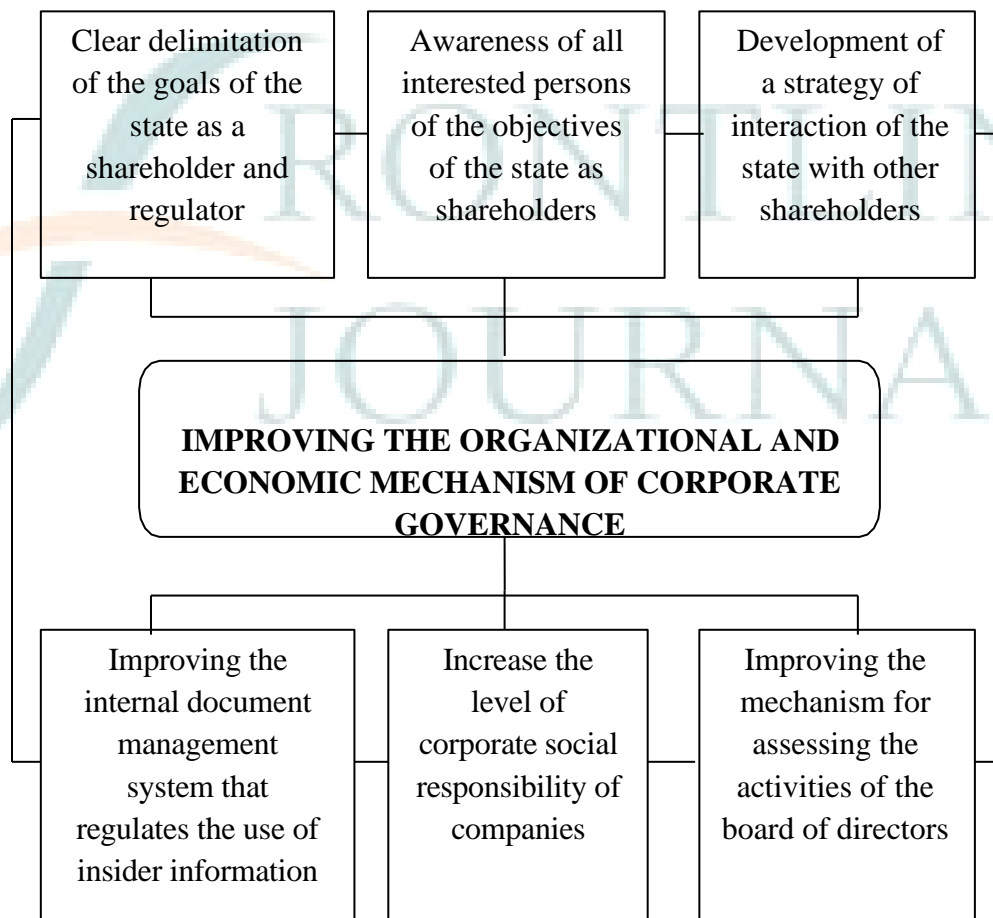 Clear delimitation
of the goals of the
state as a
shareholder and
regulator
Awareness of all
interested persons
of the objectives
of the state as
shareholders
Development of
a strategy of
interaction of the
state with other
shareholders
RONTLIN
JOURNA
IMPROVING THE ORGANIZATIONAL AND
ECONOMIC MECHANISM OF CORPORATE
GOVERNANCE
Improving the
internal document
management
system that
regulates the use of
insider information
Increase the
level of
corporate social
responsibility of
companies
Improving the
mechanism for
assessing the
activities of the
board of directors